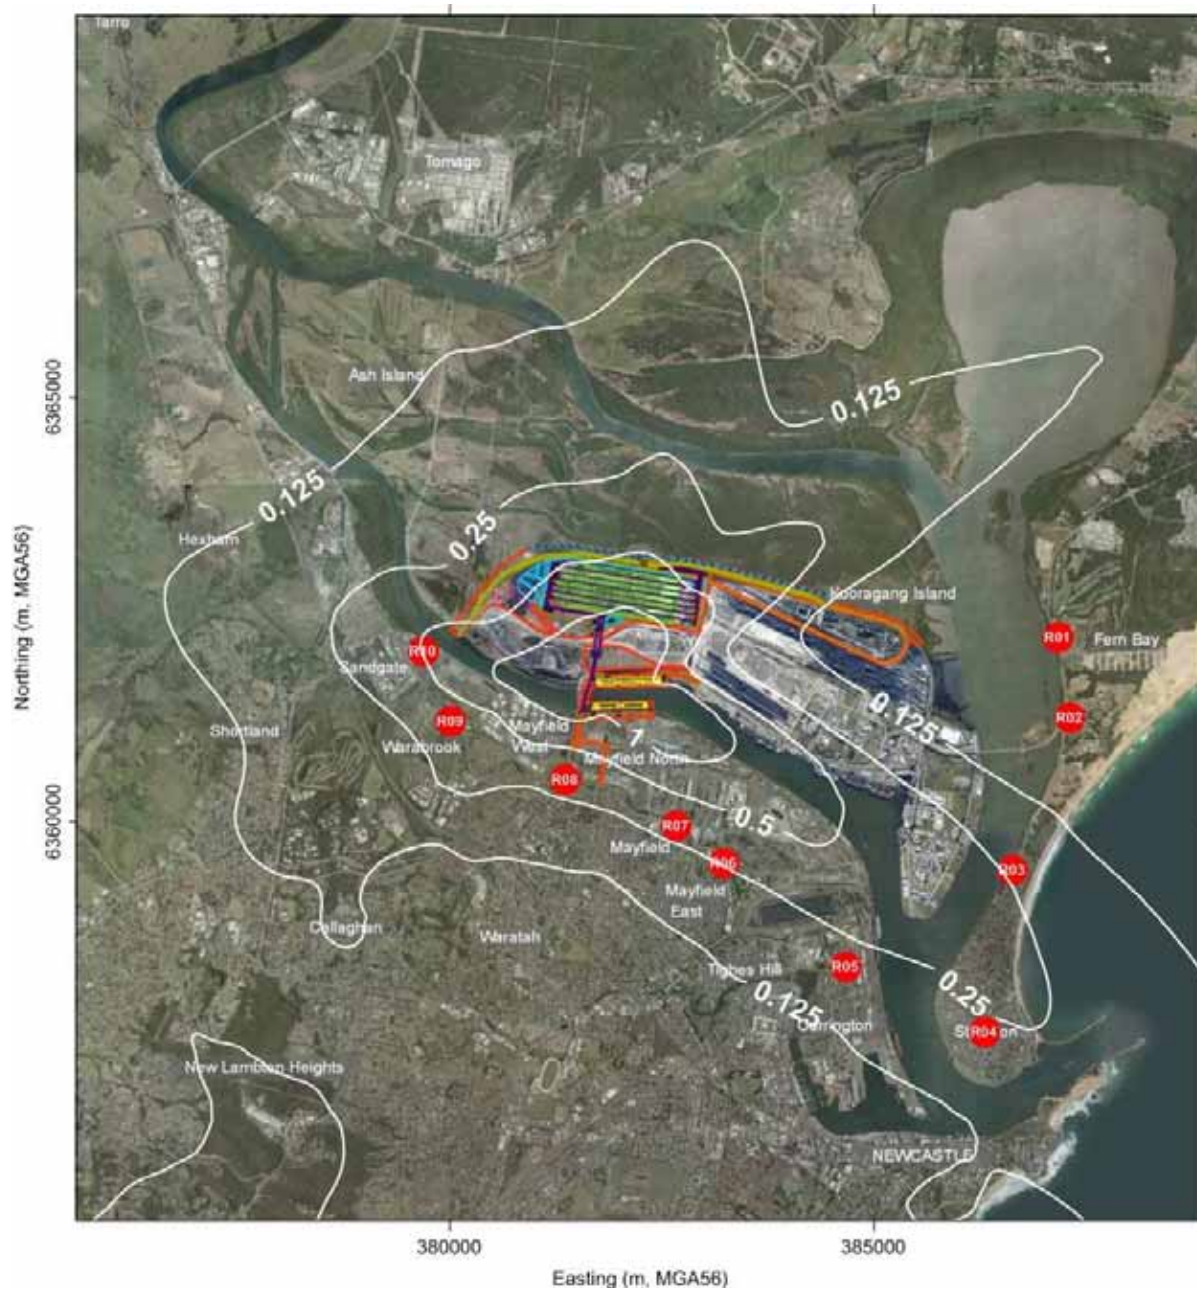 Tarro
Tomago
Ash Island
0.125
0.125
0.25
Hexham
Kooragang Island
R01
Fern Bay
R10
Sandgate
R02
R09
Shortland
Warabrook
Mayfield
West
1
0.125
Mayfield North
R08
R07
0.5
Mayfield
R06
R03
Mayfield
East
Callaghan
Waratah
Tighes Hill
R05
0.125
0.25
Carrington
R04
New Lambton Heights
NEWCASTLE
6365000
6360000
Northing (m, MGA56)
380000
385000
Easting (m, MGA56)